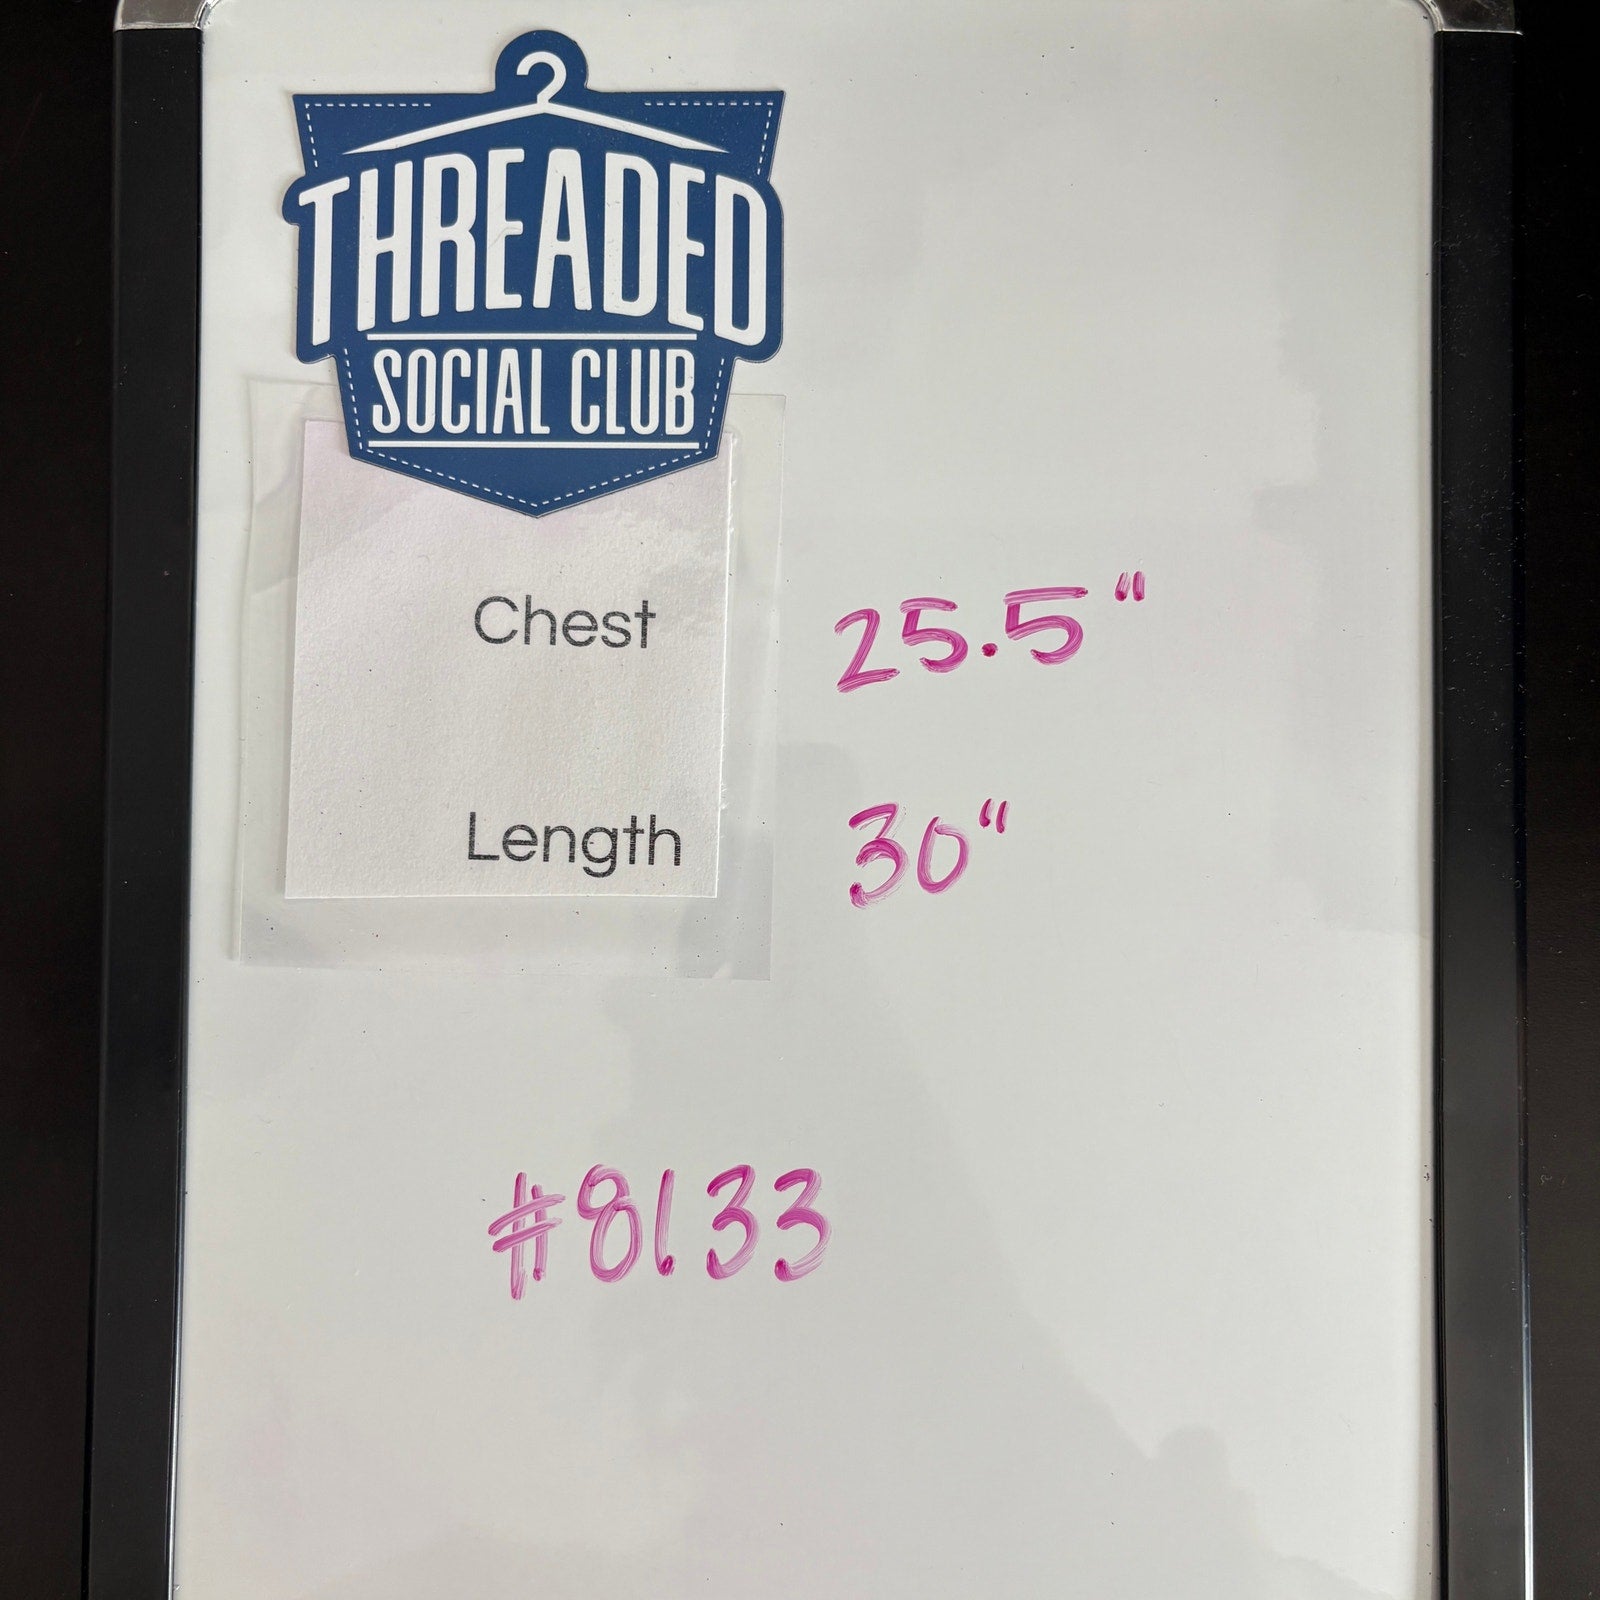 THREADED
SOCIAL CLUB
Chest 25.5"
Length 30"
#8133